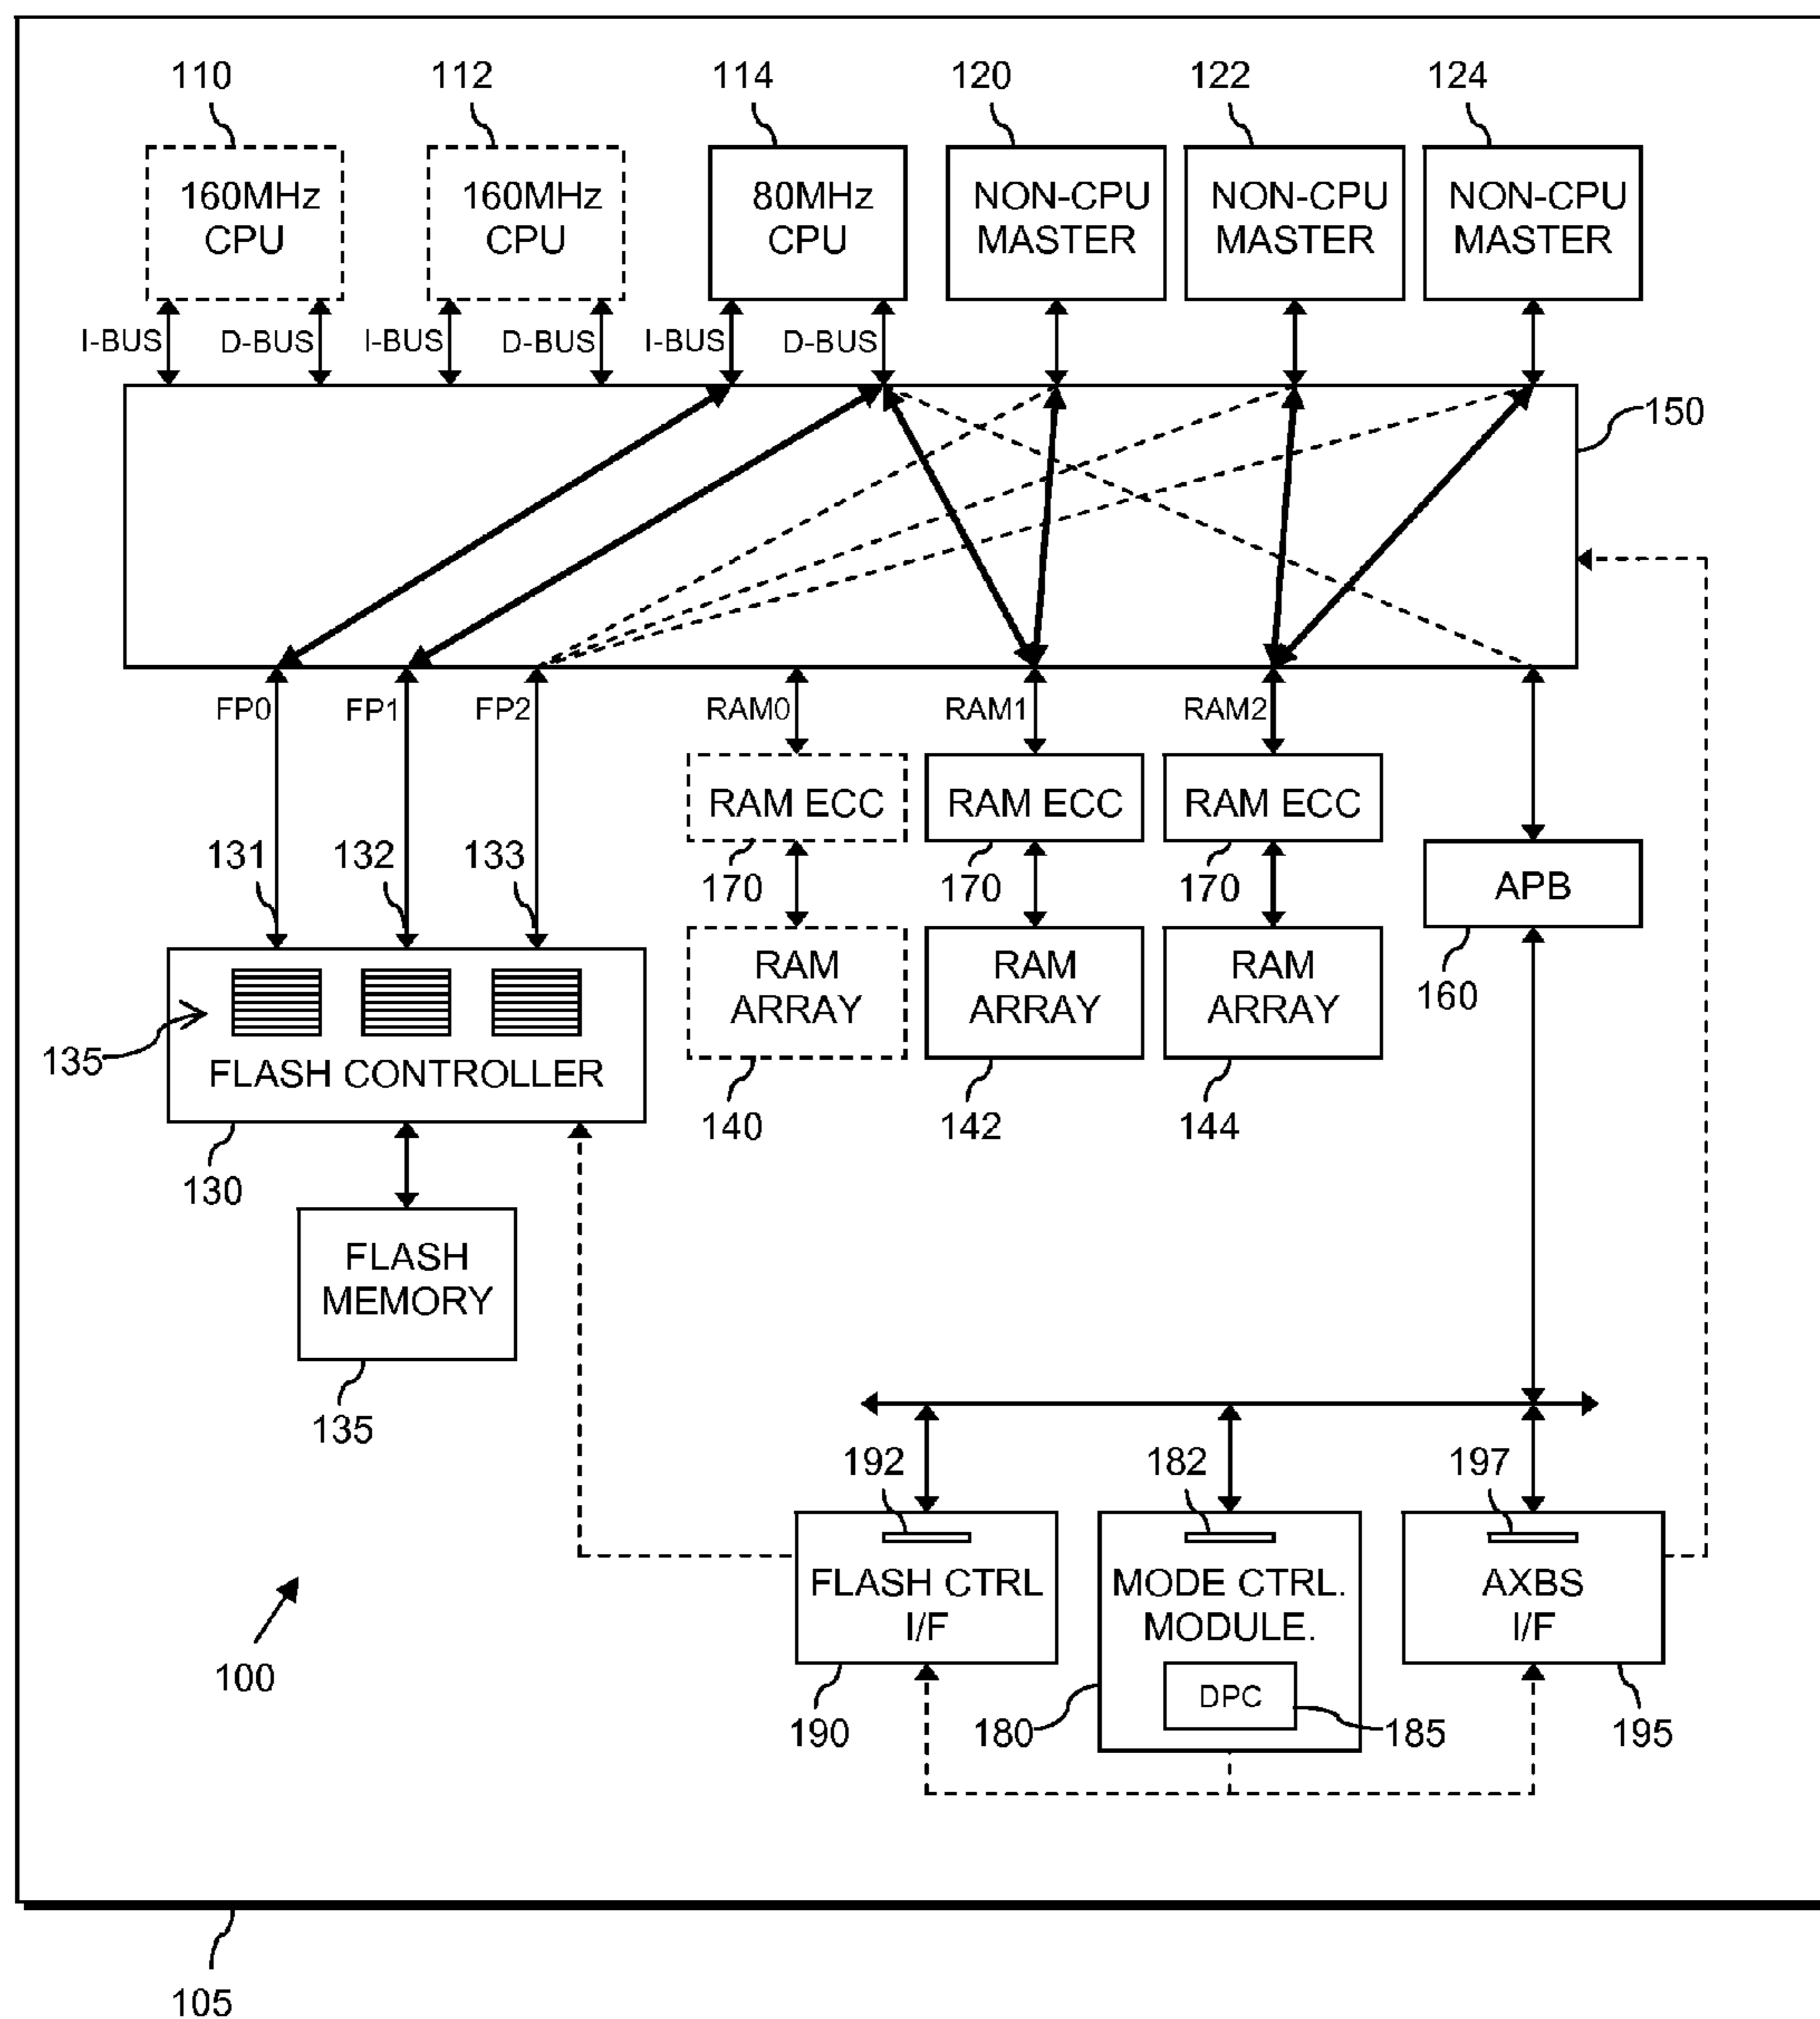 110
112
114
120
122
124
160MHz
CPU
160MHz
CPU
80MHz
CPU
NON-CPU
MASTER
NON-CPU
MASTER
NON-CPU
MASTER
I-BUS
D-BUS
I-BUS
D-BUS
I-BUS
D-BUS
150
FP0
FP1
FP2
RAM0
RAM1
RAM2
RAM ECC
RAM ECC
RAM ECC
131
132
133
170
170
170
APB
160
RAM
ARRAY
RAM
ARRAY
RAM
ARRAY
135
FLASH CONTROLLER
140
142
144
130
FLASH
MEMORY
135
192
182
197
FLASH CTRL
I/F
MODE CTRL.
MODULE.
AXBS
I/F
DPC
100
190
180
185
195
105